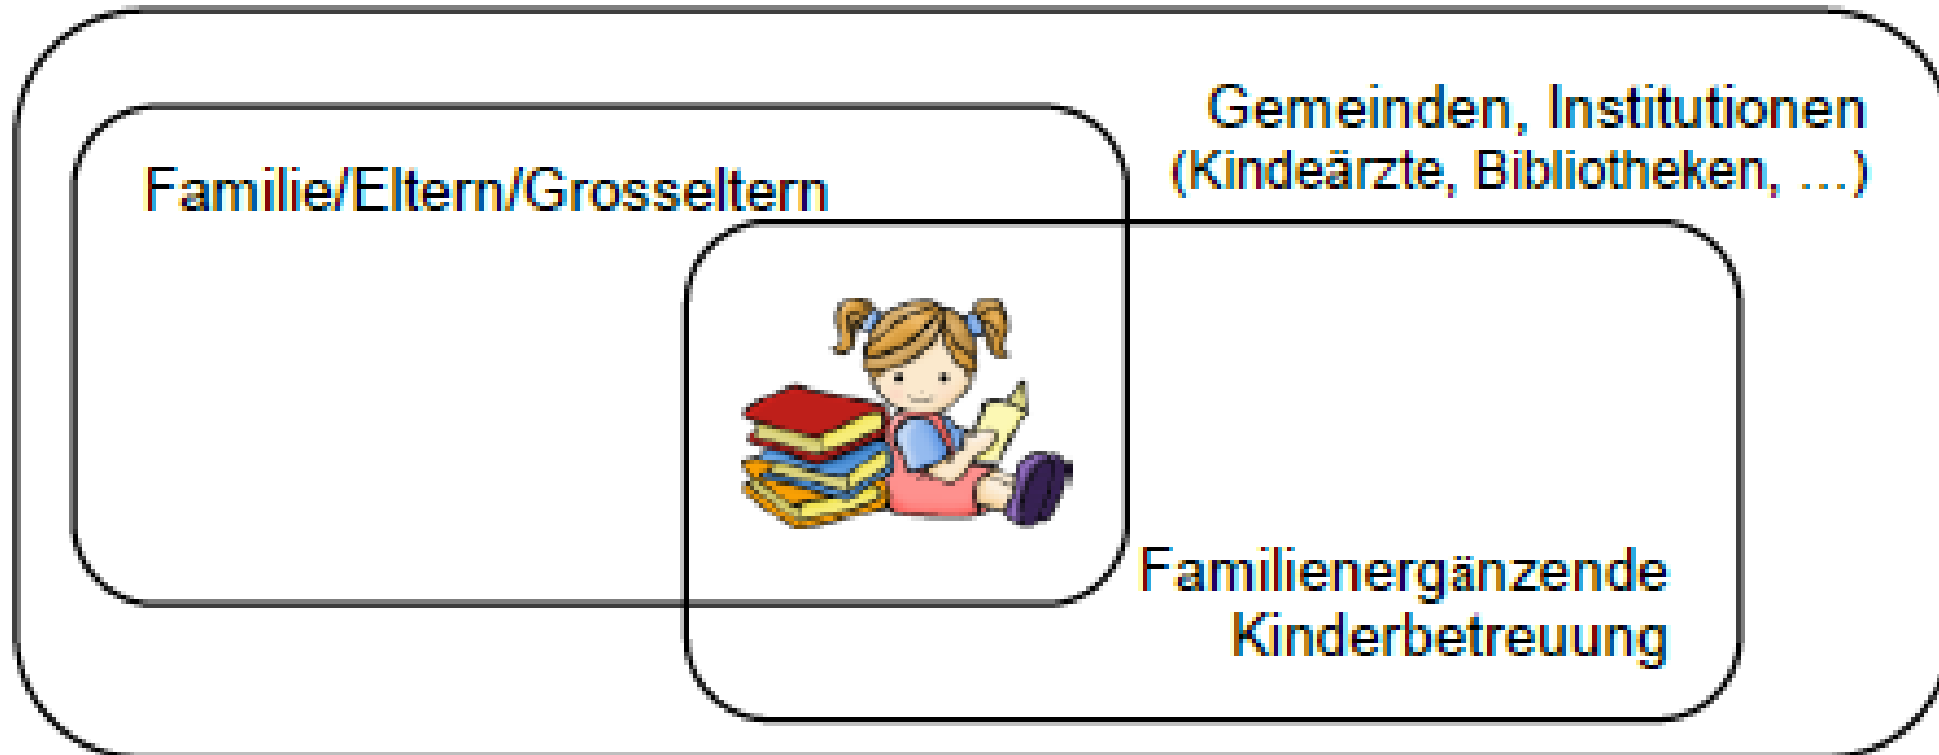 Gemeinden, Institutionen
(Kindeärzte, Bibliotheken, ...)
Familie/Eltern/Grosseltern
Familienergänzende
Kinderbetreuung